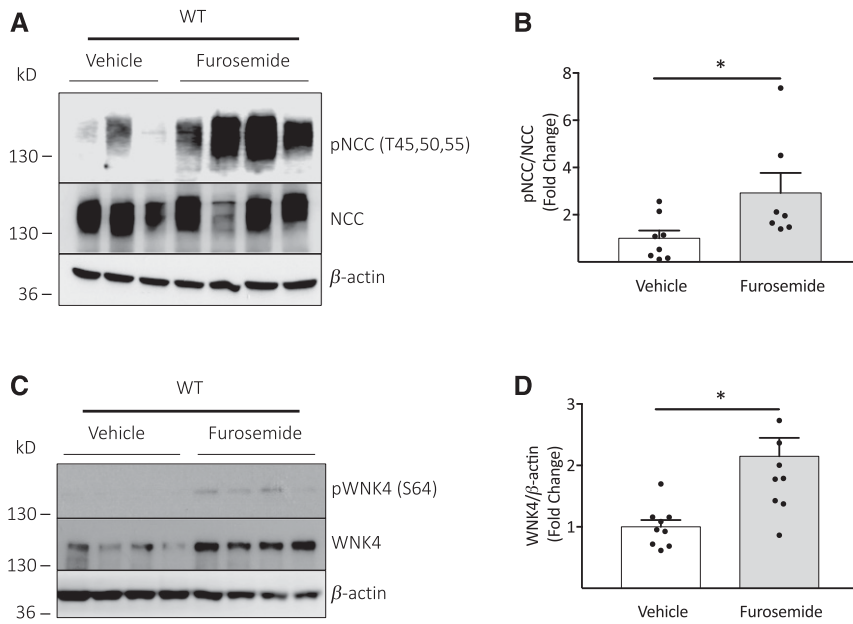 A
WT
Vehicle Furosemide
kD
130 –
pNCC (T45,50,55)
130 –
NCC
36 –
β-actin
B
*
8
6
4
2
pNCC/NCC
(Fold Change)
Vehicle Furosemide
C
WT
Vehicle Furosemide
kD
130 –
pWNK4 (S64)
130 –
WNK4
36 –
β-actin
D
*
3
2
1
WNK4/β-actin
(Fold Change)
Vehicle Furosemide